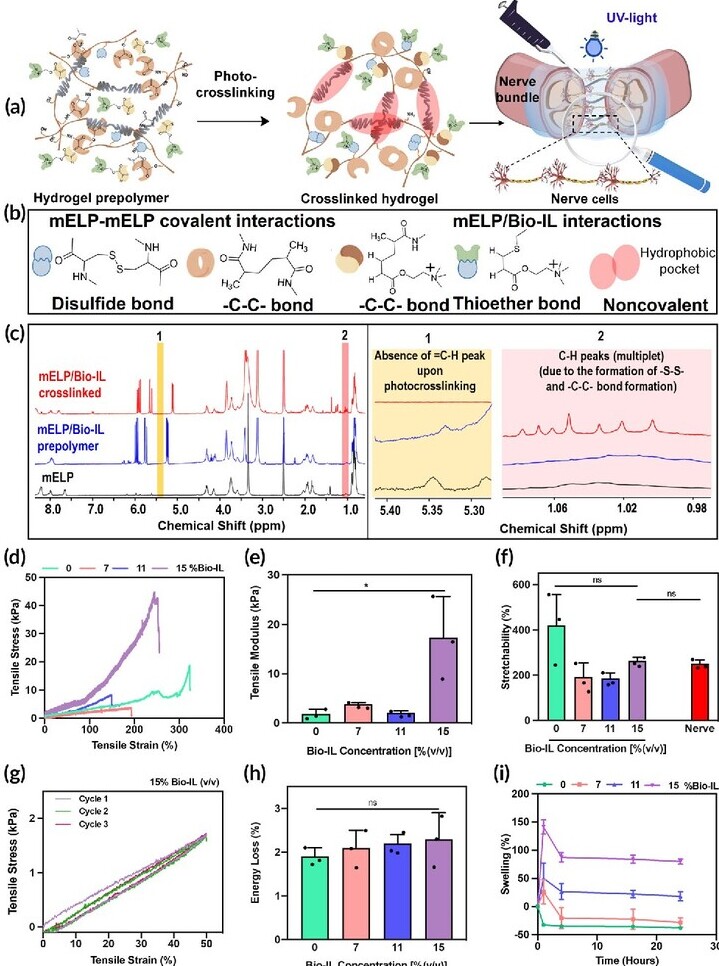 (a)
Photo-
crosslinking
UV-light
Nerve
bundle
Hydrogel prepolymer
Crosslinked hydrogel
Nerve cells
(b)
mELP-mELP covalent interactions
mELP/Bio-IL interactions
Disulfide bond
-C-C- bond
-C-C- bond
Thioether bond
Hydrophobic
pocket
Noncovalent
(c)
1
2
mELP/Bio-IL
crosslinked
mELP/Bio-IL
prepolymer
mELP
8.0 7.0 6.0 5.0 4.0 3.0 2.0 1.0
Chemical Shift (ppm)
1
Absence of =C-H peak
upon
photocrosslinking
2
C-H peaks (multiplet)
(due to the formation of -S-S-
and -C-C- bond formation)
5.40 5.35 5.30
1.06 1.02 0.98
Chemical Shift (ppm)
(d)
0 7 11 15 %Bio-IL
Tensile Stress (kPa)
50
40
30
20
10
0
0 100 200 300 400
Tensile Strain (%)
(e)
Tensile Modulus (kPa)
30
20
10
0
*
0 7 11 15
Bio-IL Concentration [%(v/v)]
(f)
Stretchability (%)
600
400
200
0
ns
ns
0 7 11 15 Nerve
Bio-IL Concentration [%(v/v)]
(g)
15% Bio-IL (v/v)
Cycle 1
Cycle 2
Cycle 3
Tensile Stress (kPa)
2
1
0
0 10 20 30 40 50
Tensile Strain (%)
(h)
Energy Loss (%)
3
2
1
0
ns
0 7 11 15
Bio-IL Concentration [%(v/v)]
(i)
0 7 11 15 %Bio-IL
Swelling (%)
200
150
100
50
0
-50
0 10 20 30
Time (Hours)